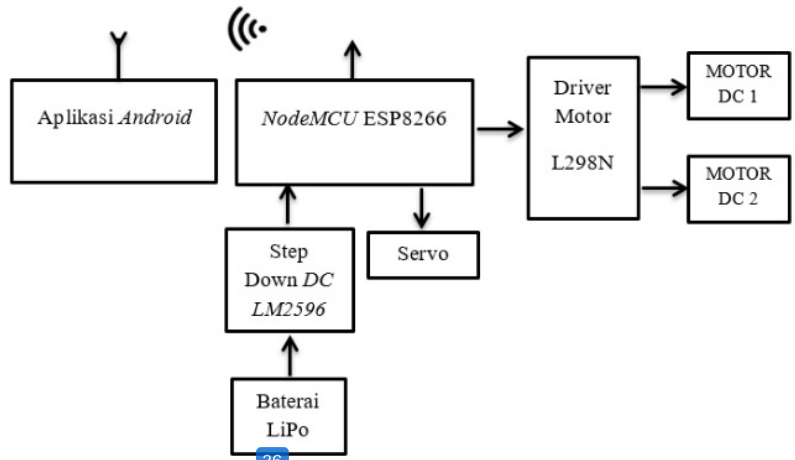 Aplikasi Android
NodeMCU ESP8266
Driver
Motor
L298N
MOTOR
DC 1
MOTOR
DC 2
Step
Down DC
LM2596
Servo
Baterai
LiPo